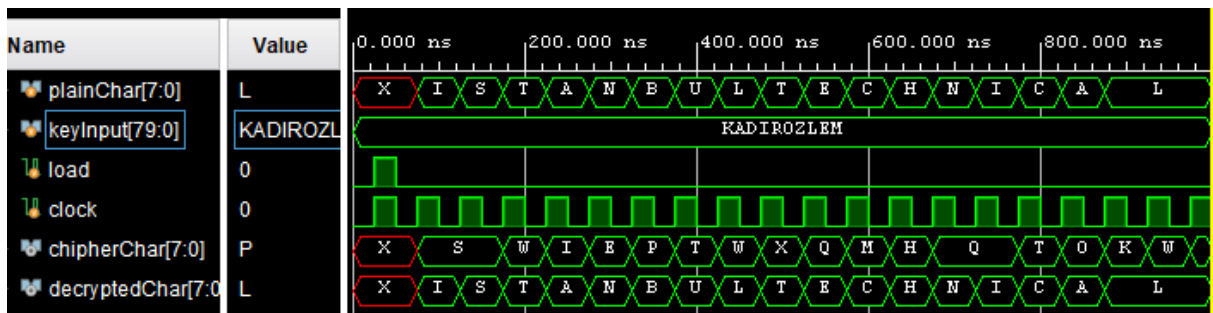 Name Value 0.000 ns 200.000 ns 400.000 ns 600.000 ns 800.000 ns
plainChar[7:0] L X I S T A N B U L T E C H N I C A L
keyInput[79:0] KADIROZL KADIROZLEM
load 0
clock 0
chipherChar[7:0] P X S W I E P T W X Q M H Q T O K W
decryptedChar[7:0 L X I S T A N B U L T E C H N I C A L